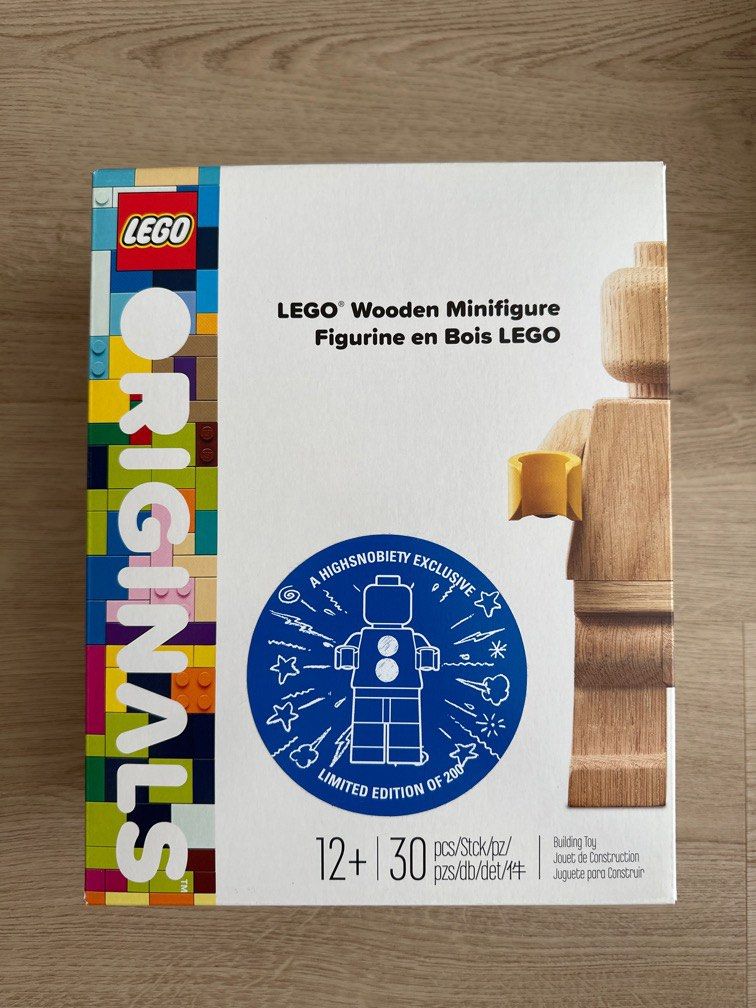 LEGO
ORIGINALS™
LEGO® Wooden Minifigure
Figurine en Bois LEGO
A HIGHSNOBIETY EXCLUSIVE
LIMITED EDITION OF 200
12+ | 30 pcs/Stck/pz/
pzs/db/det/件
Building Toy
Jouet de Construction
Juguete para Construir